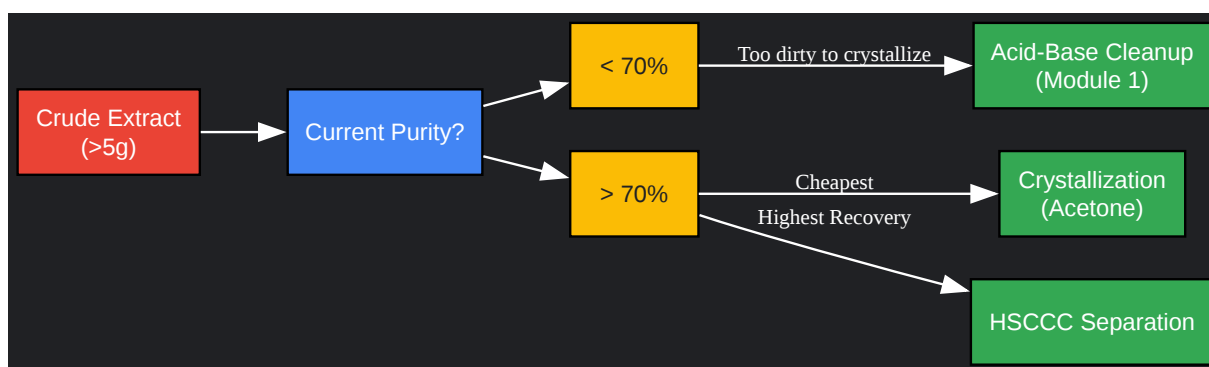 Crude Extract
(>5g)
Current Purity?
< 70%
Too dirty to crystallize
Acid-Base Cleanup
(Module 1)
> 70%
Cheapest
Crystallization
(Acetone)
Highest Recovery
HSCCC Separation